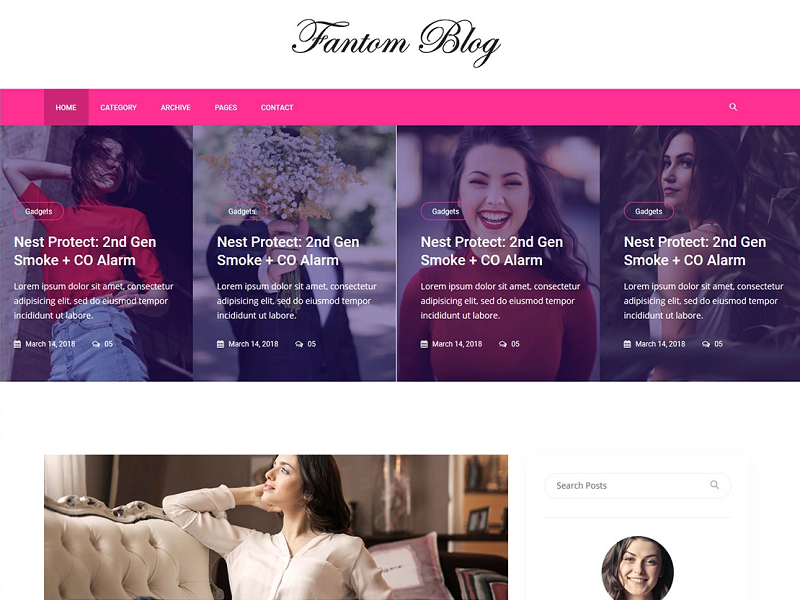 Fantom Blog
HOME
CATEGORY
ARCHIVE
PAGES
CONTACT
Gadgets
Nest Protect: 2nd Gen
Smoke + CO Alarm
Lorem ipsum dolor sit amet, consectetur
adipisicing elit, sed do eiusmod tempor
incididunt ut labore.
March 14, 2018
05
Gadgets
Nest Protect: 2nd Gen
Smoke + CO Alarm
Lorem ipsum dolor sit amet, consectetur
adipisicing elit, sed do eiusmod tempor
incididunt ut labore.
March 14, 2018
05
Gadgets
Nest Protect: 2nd Gen
Smoke + CO Alarm
Lorem ipsum dolor sit amet, consectetur
adipisicing elit, sed do eiusmod tempor
incididunt ut labore.
March 14, 2018
05
Gadgets
Nest Protect: 2nd Gen
Smoke + CO Alarm
Lorem ipsum dolor sit amet, consectetur
adipisicing elit, sed do eiusmod tempor
incididunt ut labore.
March 14, 2018
05
Search Posts